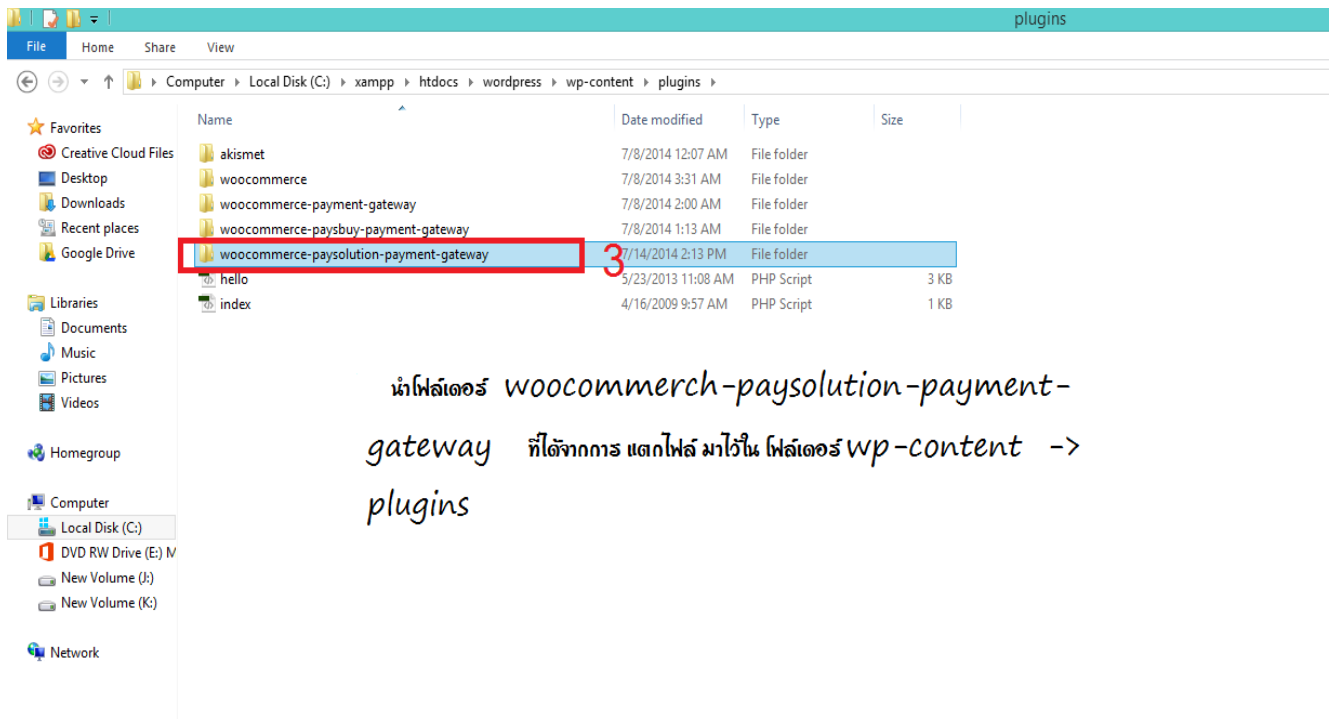 plugins
File Home Share View
Computer Local Disk (C:) xampp htdocs wordpress wp-content plugins
Name Date modified Type Size
Favorites
Creative Cloud Files
Desktop
Downloads
Recent places
Google Drive
Libraries
Documents
Music
Pictures
Videos
Homegroup
Computer
Local Disk (C:)
DVD RW Drive (E:) M
New Volume (J:)
New Volume (K:)
Network
akismet 7/8/2014 12:07 AM File folder
woocommerce 7/8/2014 3:31 AM File folder
woocommerce-payment-gateway 7/8/2014 2:00 AM File folder
woocommerce-paysbuy-payment-gateway 7/8/2014 1:13 AM File folder
woocommerce-paysolution-payment-gateway 3 7/14/2014 2:13 PM File folder
hello 5/23/2013 11:08 AM PHP Script 3 KB
index 4/16/2009 9:57 AM PHP Script 1 KB
นำโฟล์เดอร์ woocommerch-paysolution-payment-
gateway ที่ได้จากการ แตกไฟล์ มาไว้ใน โฟล์เดอร์ wp-content ->
plugins